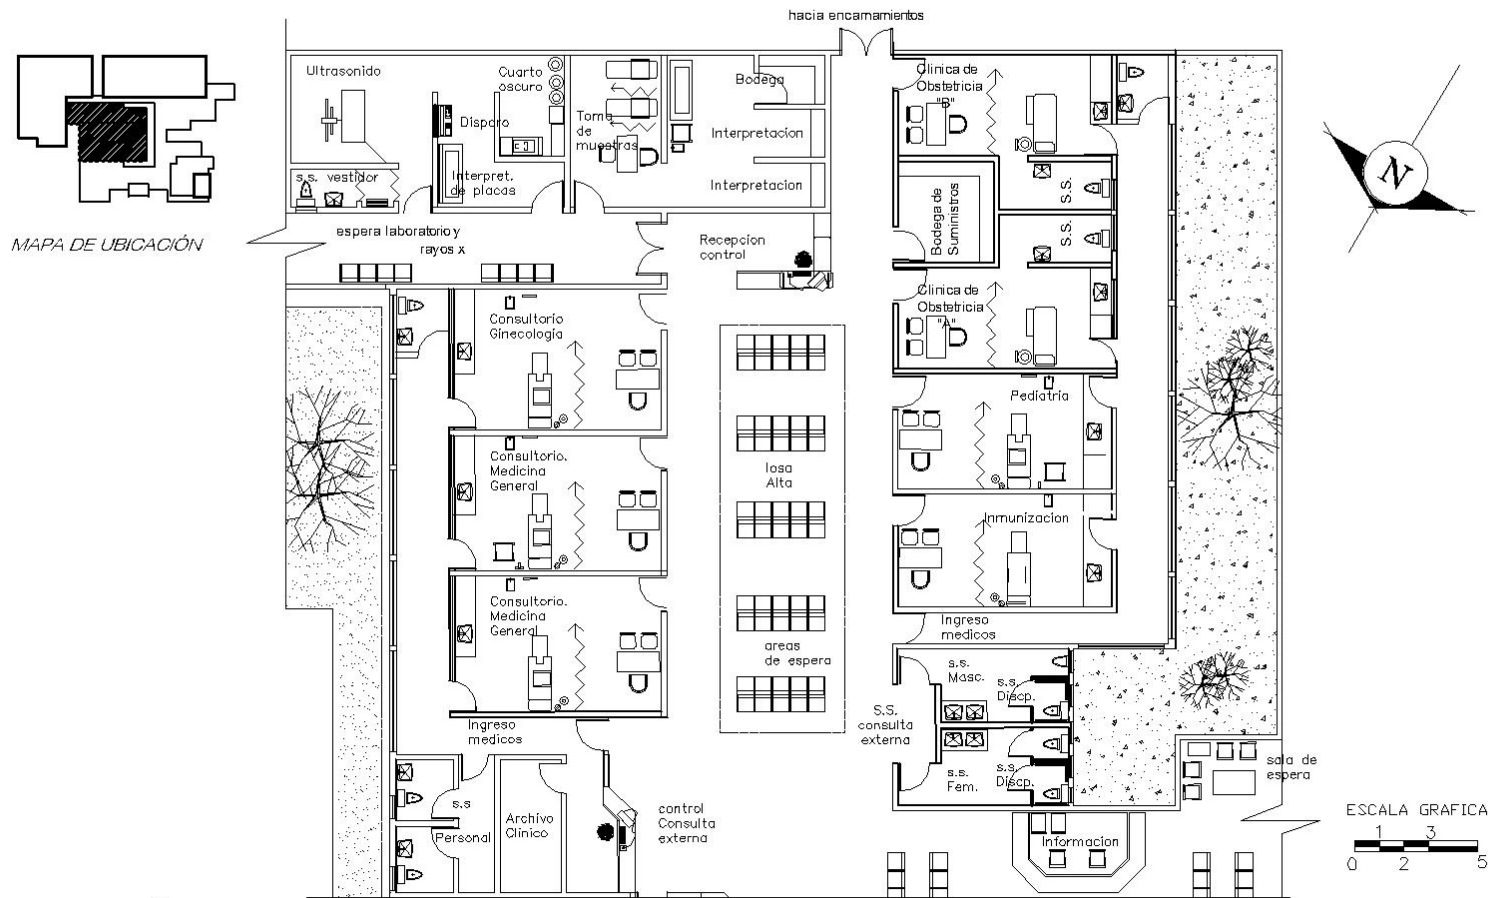 hacia encamamientos
Ultrasonido
Cuarto
oscuro
Disparo
Toma
de
muestras
Bodega
Interpretacion
Interpretacion
Clinica de
Obstetricia
"B"
s.s. vestidor
Interpret.
de placas
S.S.
Bodega de
Suministros
S.S.
N
MAPA DE UBICACIÓN
espera laboratorio y
rayos x
Recepcion
control
Clinica de
Obstetricia
"A"
Consultorio
Ginecologia
Pediatria
Consultorio.
Medicina
General
losa
Alta
Inmunizacion
Consultorio.
Medicina
General
areas
de espera
Ingreso
medicos
s.s.
Masc.
s.s.
Discp.
S.S.
consulta
externa
Ingreso
medicos
s.s.
Fem.
s.s.
Discp.
sala de
espera
s.s
Personal
Archivo
Clinico
control
Consulta
externa
Informacion
ESCALA GRAFICA
1 3
0 2 5